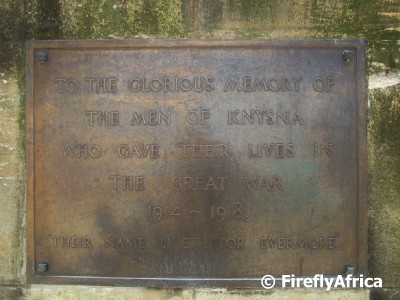 TO THE GLORIOUS MEMORY OF
THE MEN OF KNYSNA
WHO GAVE THEIR LIVES IN
THE GREAT WAR
1914 ~ 1918.
"THEIR NAME LIVETH FOR EVERMORE"
© FireflyAfrica